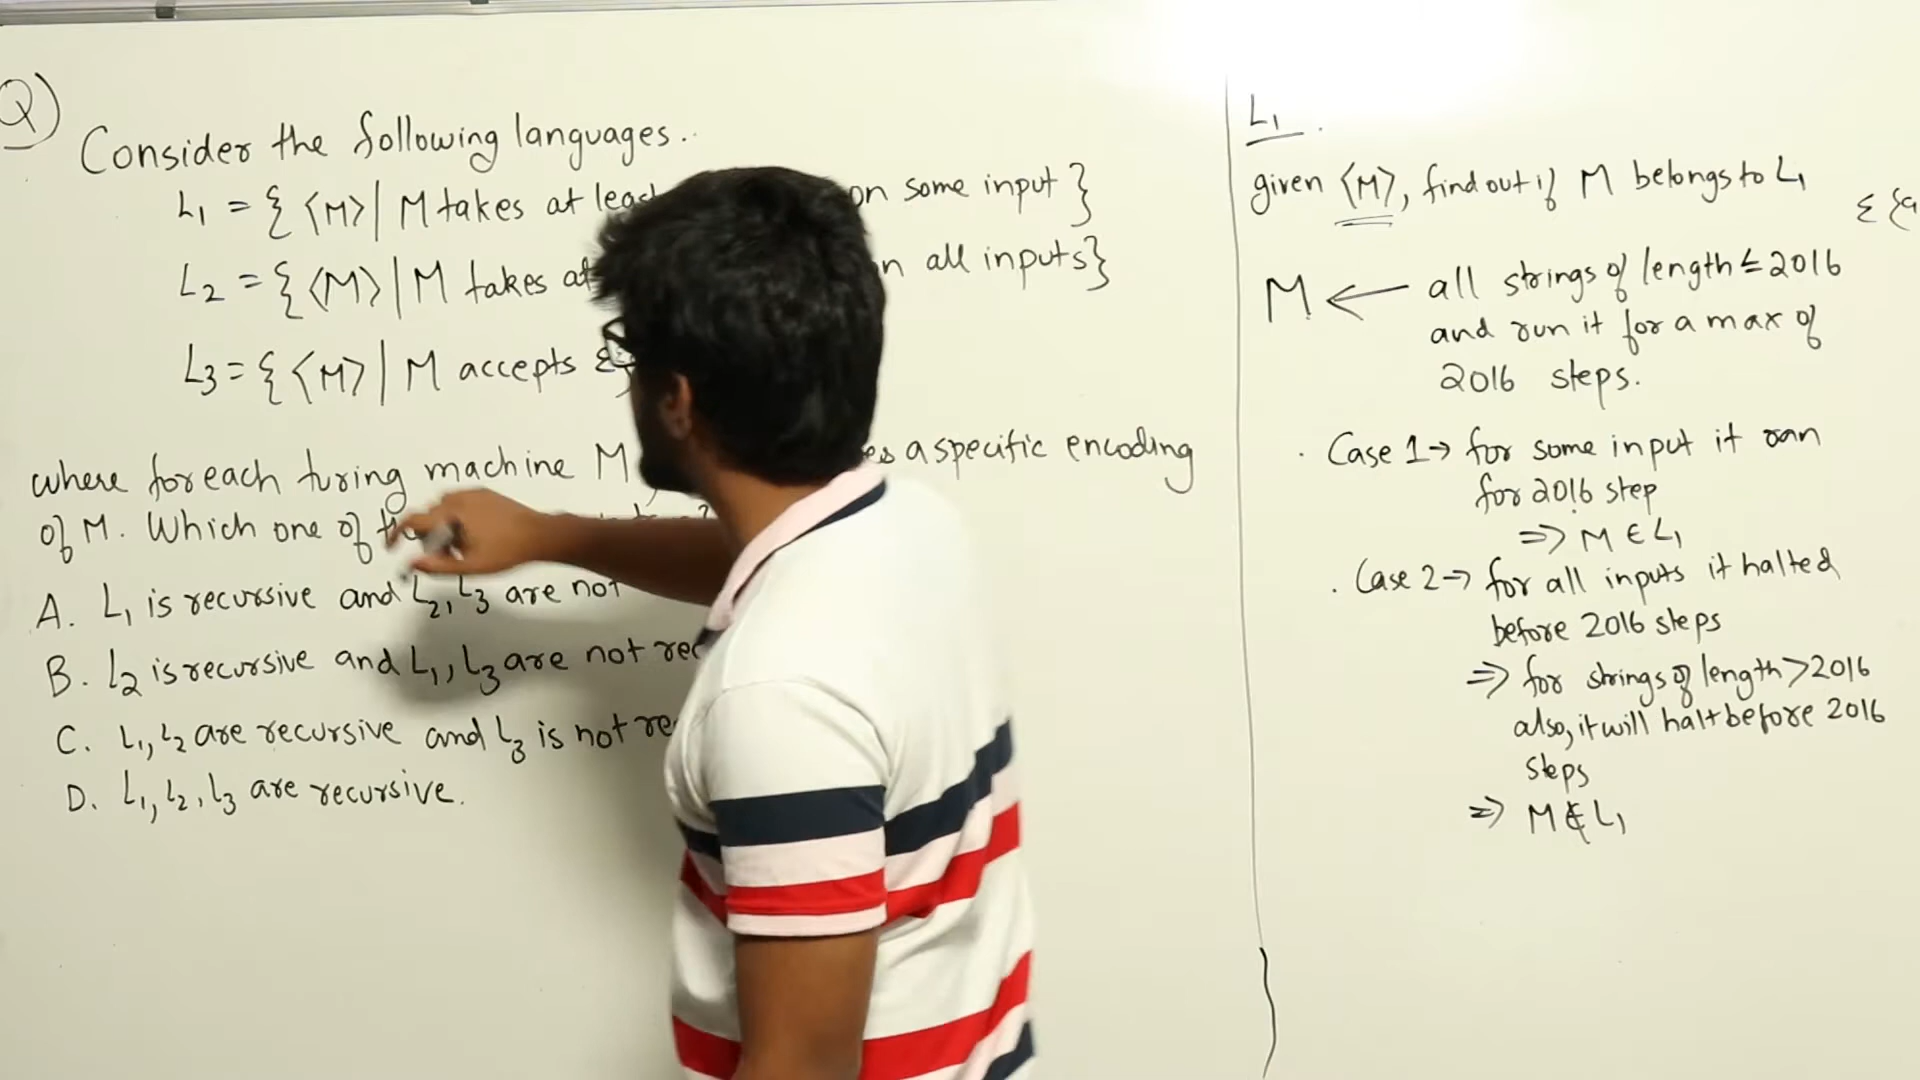 Q)
Consider the following languages..
L1 = { ⟨M⟩ | M takes at least on some input }
L2 = { ⟨M⟩ | M takes at on all inputs}
L3 = { ⟨M⟩ | M accepts ε}
where for each turing machine M, a specific encoding
of M. Which one of
A. L1 is recursive and L2, L3 are not
B. L2 is recursive and L1, L3 are not rec
C. L1, L2 are recursive and L3 is not re
D. L1, L2, L3 are recursive.
L1 .
given ⟨M⟩, find out if M belongs to L1
Σ {a
M ← all strings of length ≤ 2016
and run it for a max of
2016 steps.
. Case 1 → for some input it ran
for 2016 step
⇒ M ∈ L1
. Case 2 → for all inputs it halted
before 2016 steps
⇒ for strings of length > 2016
also, it will halt before 2016
steps
⇒ M ∉ L1